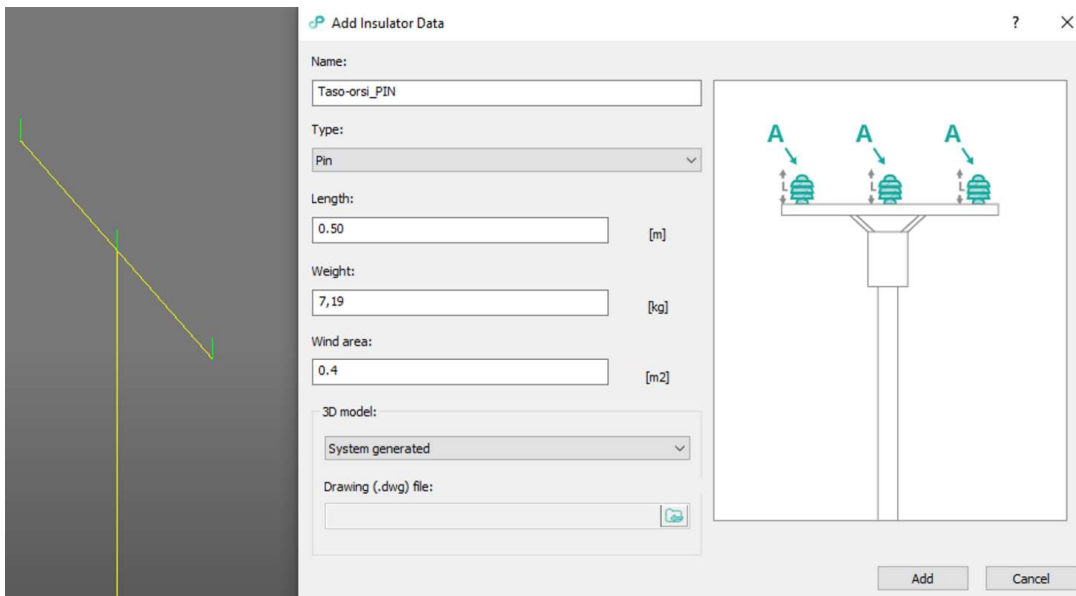 Add Insulator Data
?
Name:
Taso-orsi_PIN
Type:
Pin
Length:
0.50
[m]
Weight:
7,19
[kg]
Wind area:
0.4
[m2]
3D model:
System generated
Drawing (.dwg) file:
A A A
L L L
Add Cancel